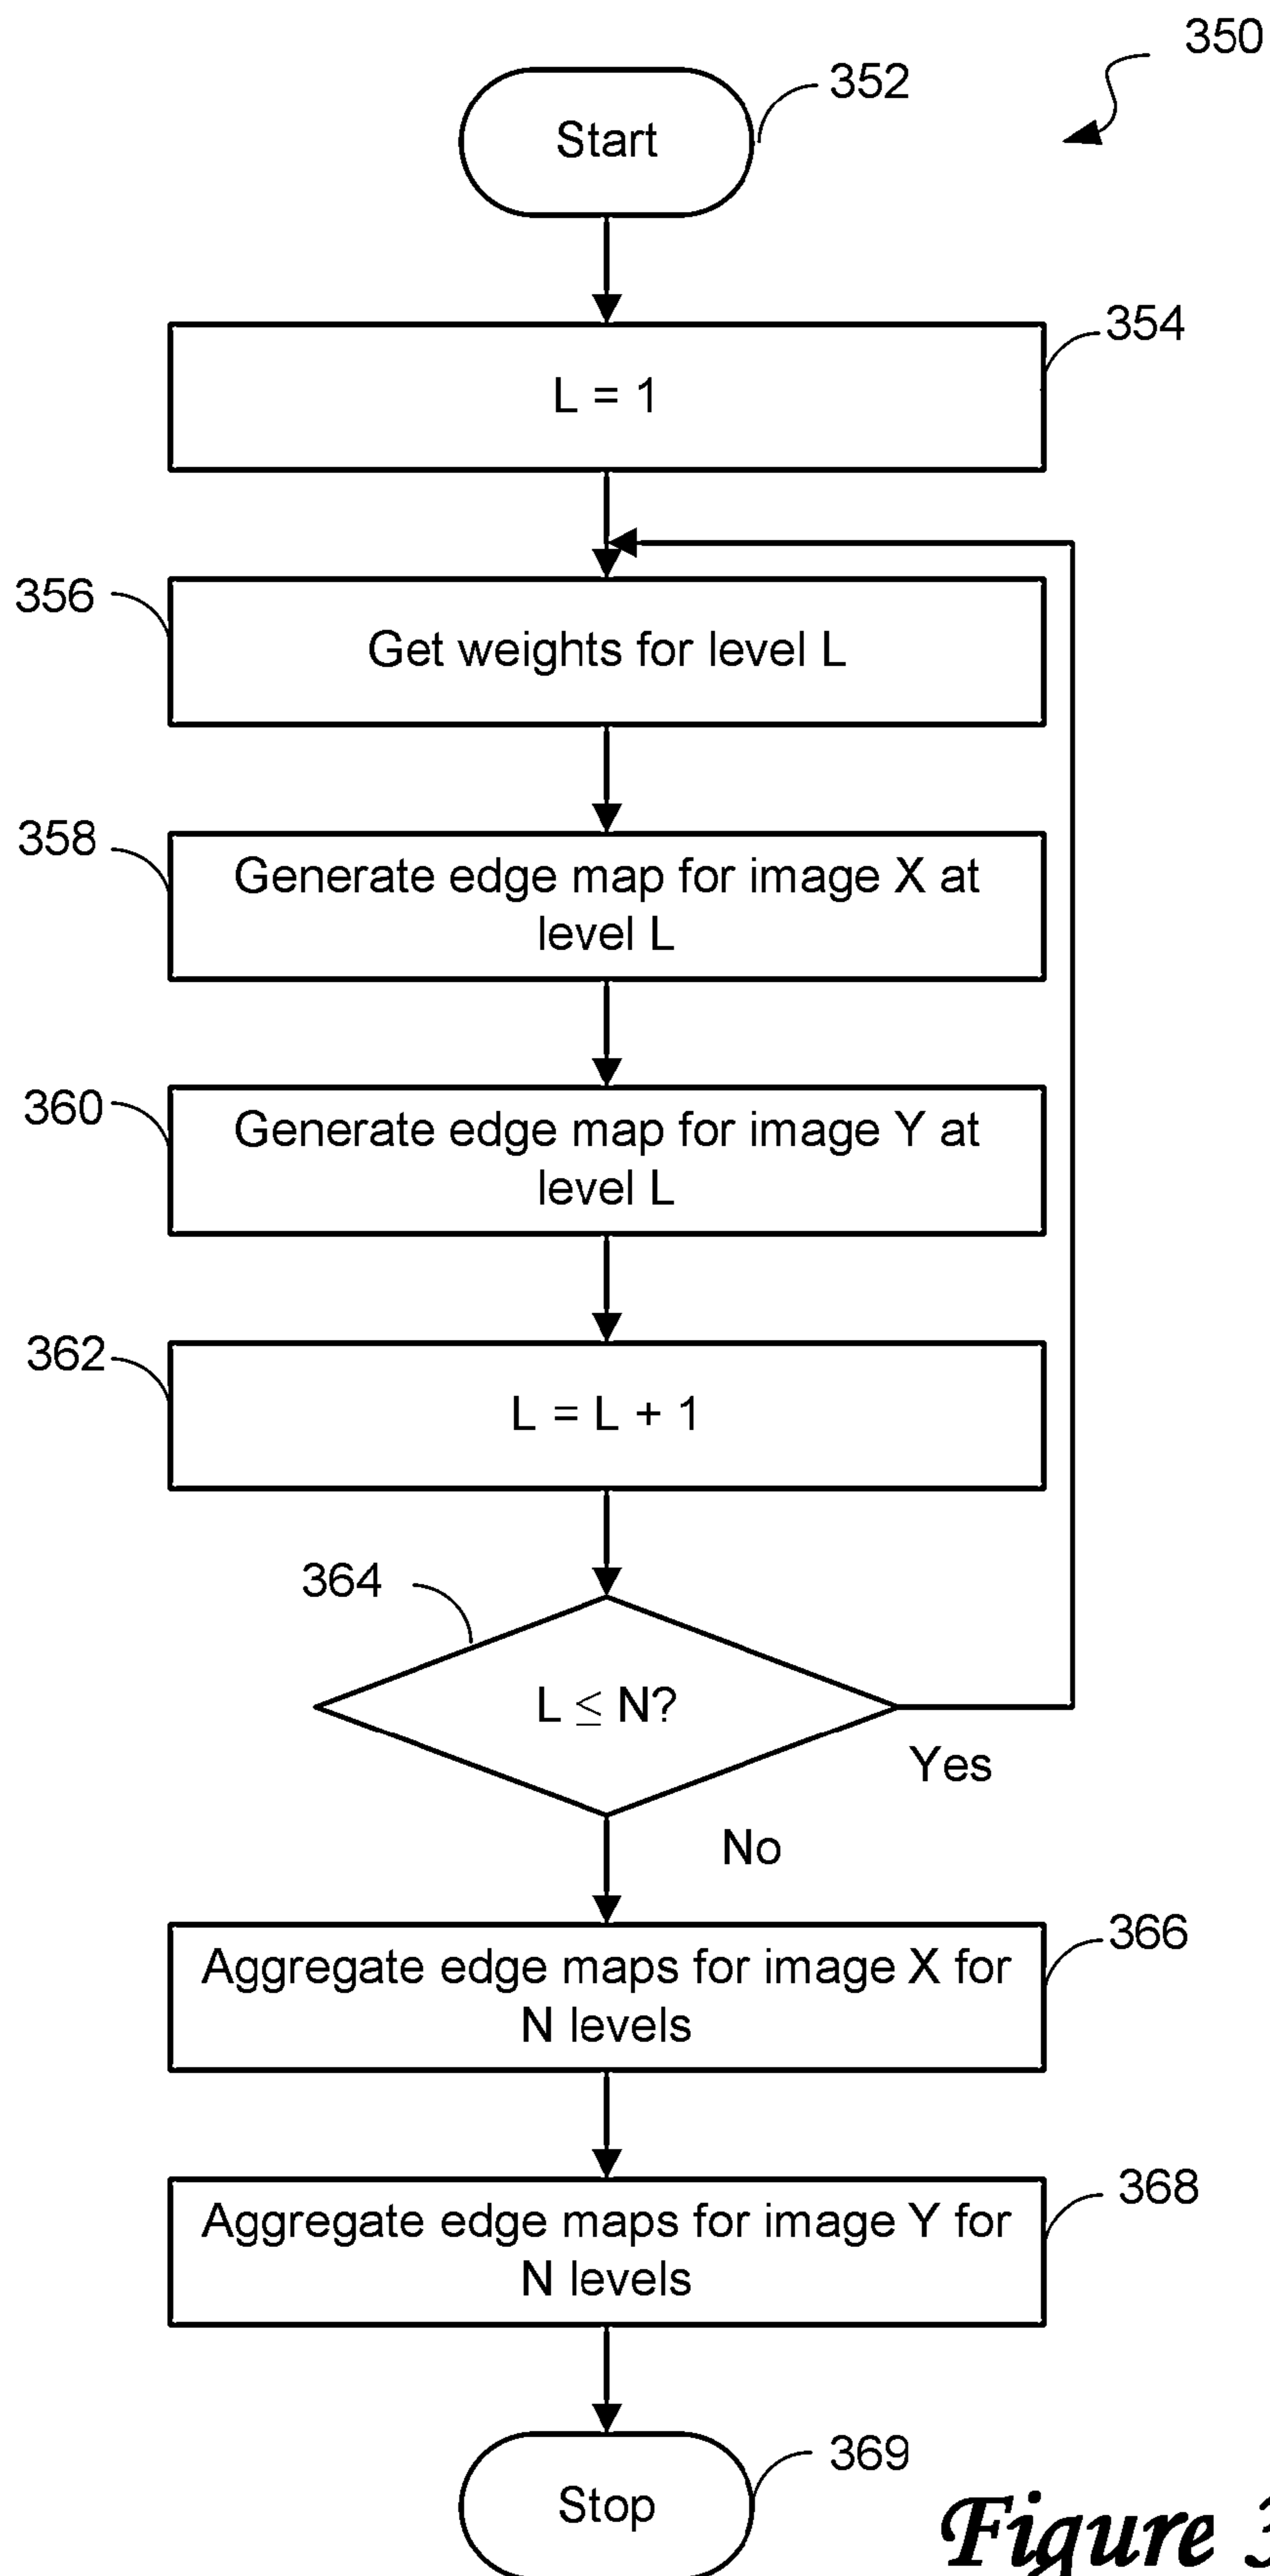 350
352
Start
354
L = 1
356
Get weights for level L
358
Generate edge map for image X at
level L
360
Generate edge map for image Y at
level L
362
L = L + 1
364
L ≤ N?
Yes
No
366
Aggregate edge maps for image X for
N levels
368
Aggregate edge maps for image Y for
N levels
369
Stop
Figure